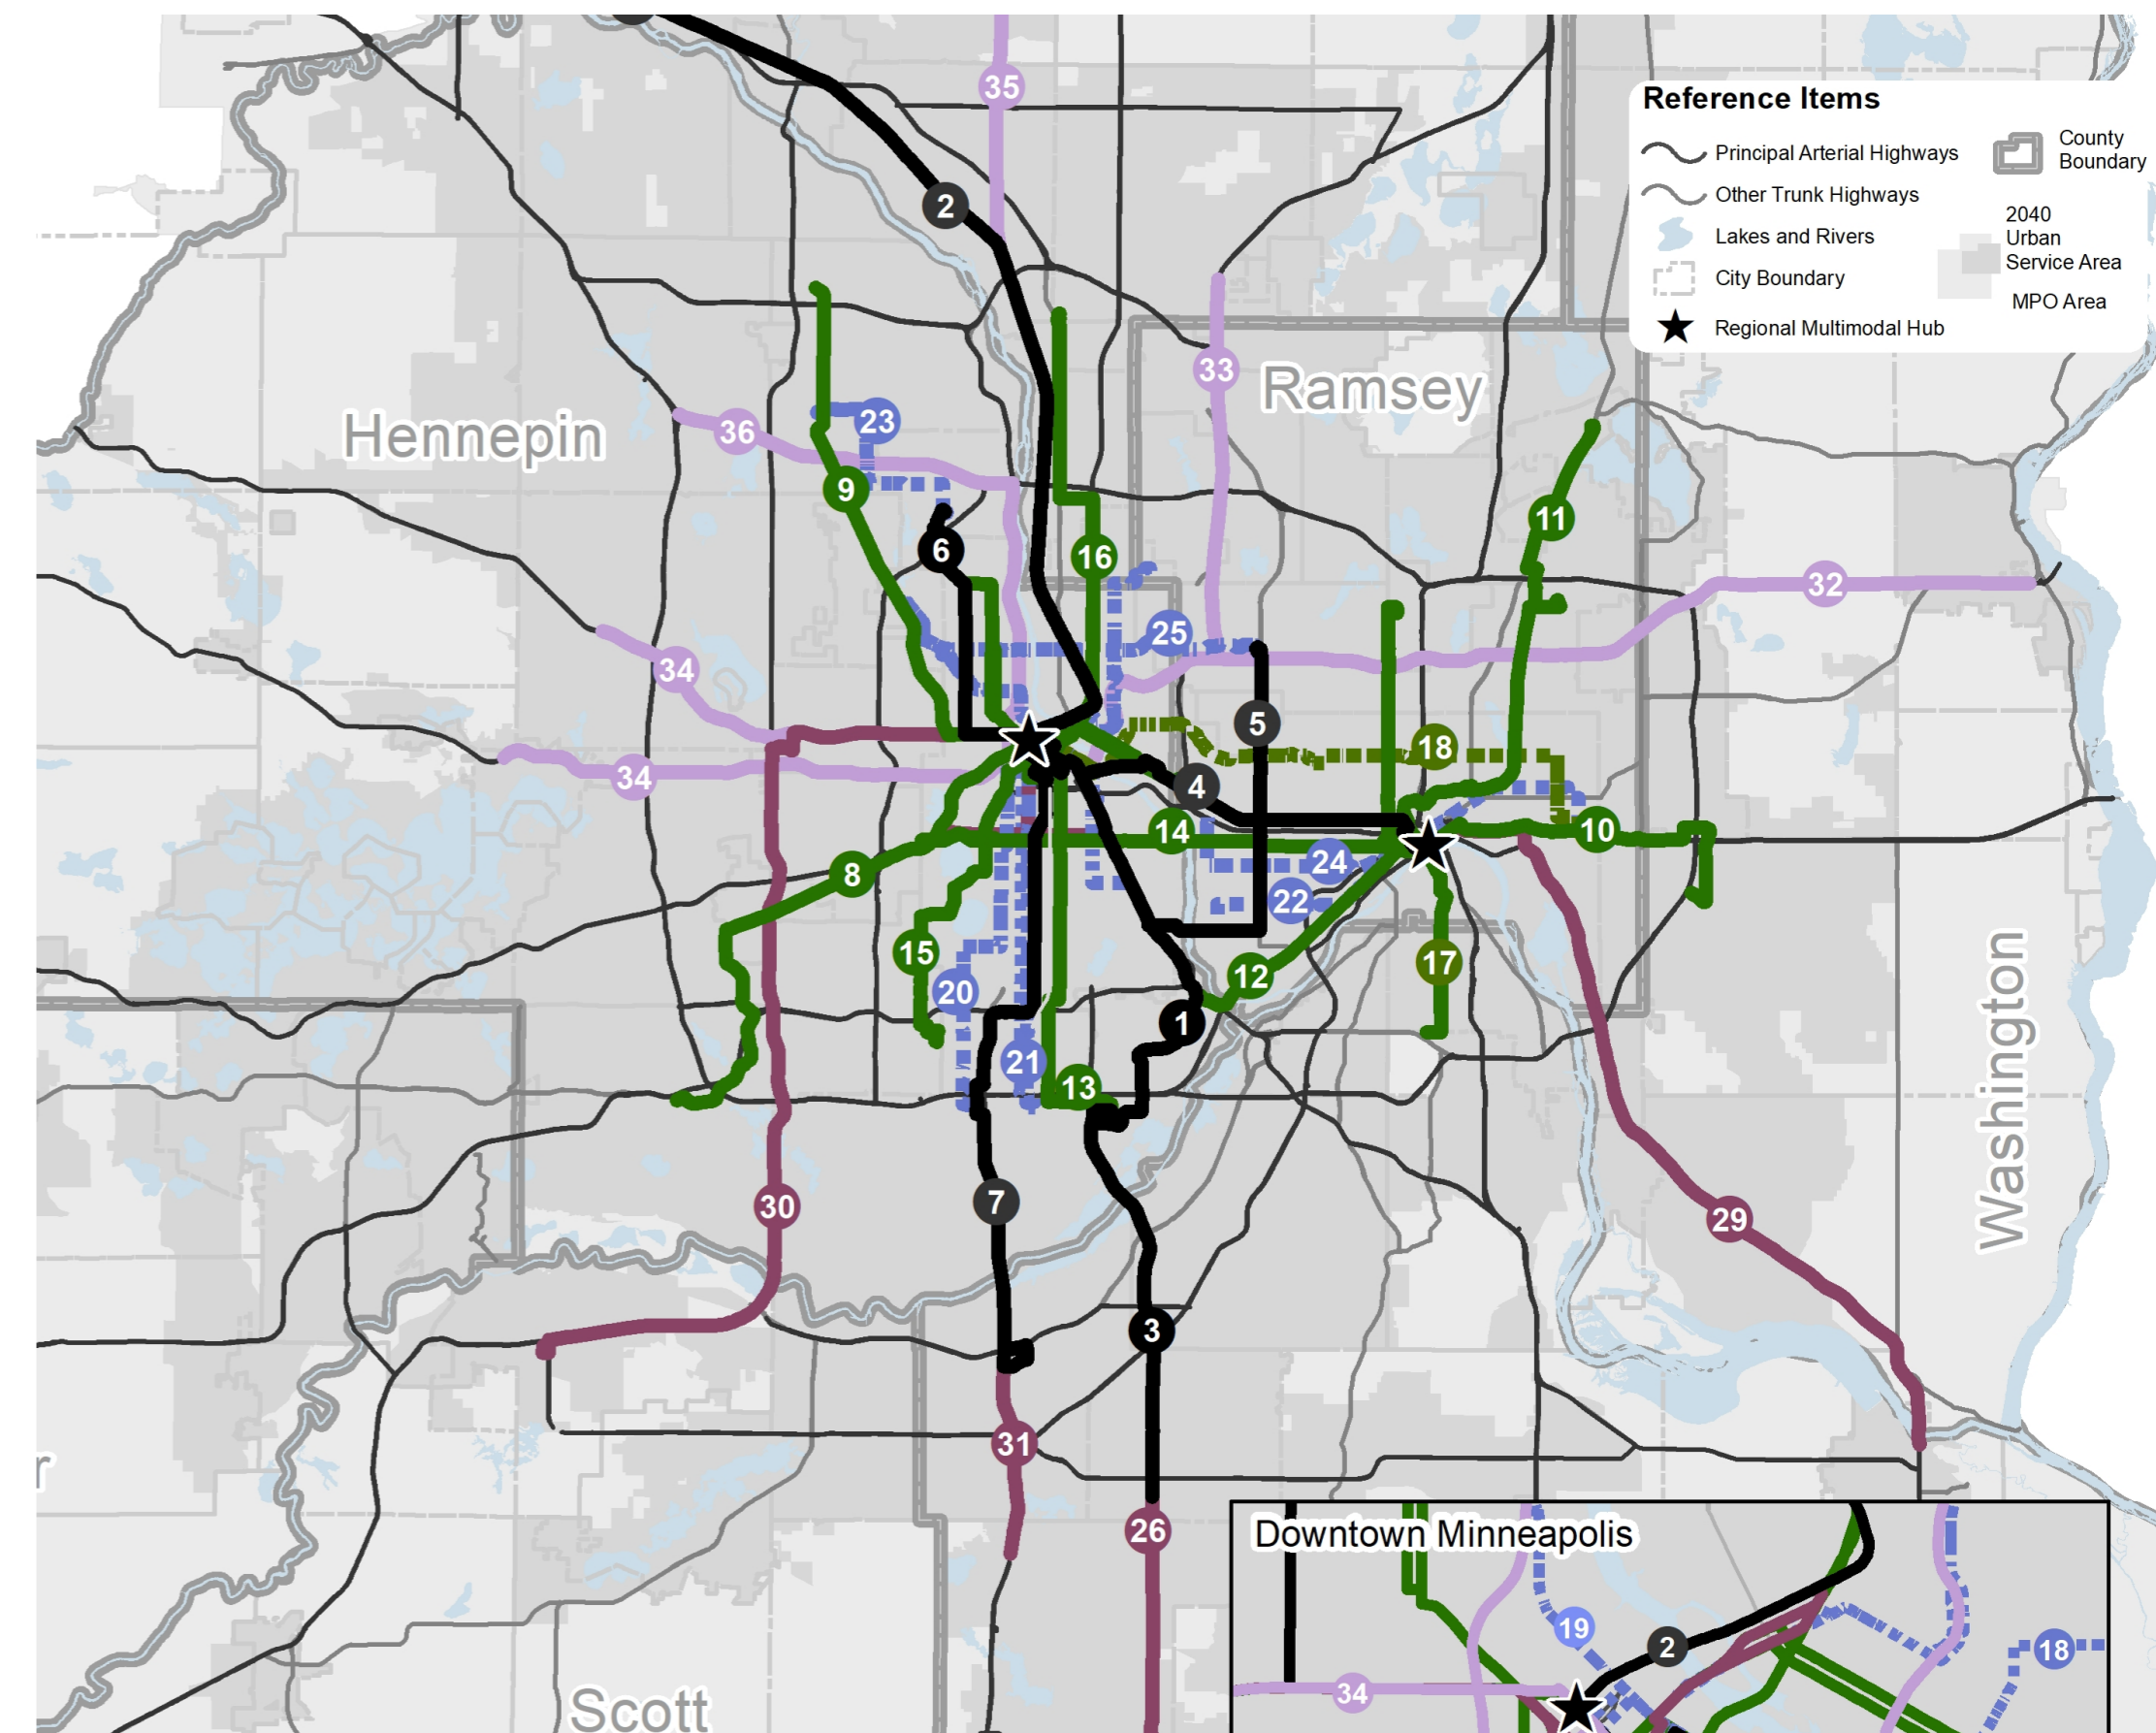 35
Reference Items
Principal Arterial Highways
County
Boundary
Other Trunk Highways
2040
Urban
Service Area
Lakes and Rivers
City Boundary
MPO Area
Regional Multimodal Hub
2
33
Ramsey
Hennepin
36
23
9
11
6
16
32
25
34
5
18
34
4
14
10
24
8
22
15
17
12
20
1
21
13
Washington
7
30
29
3
31
r
26
Downtown Minneapolis
19
2
18
34
Scott